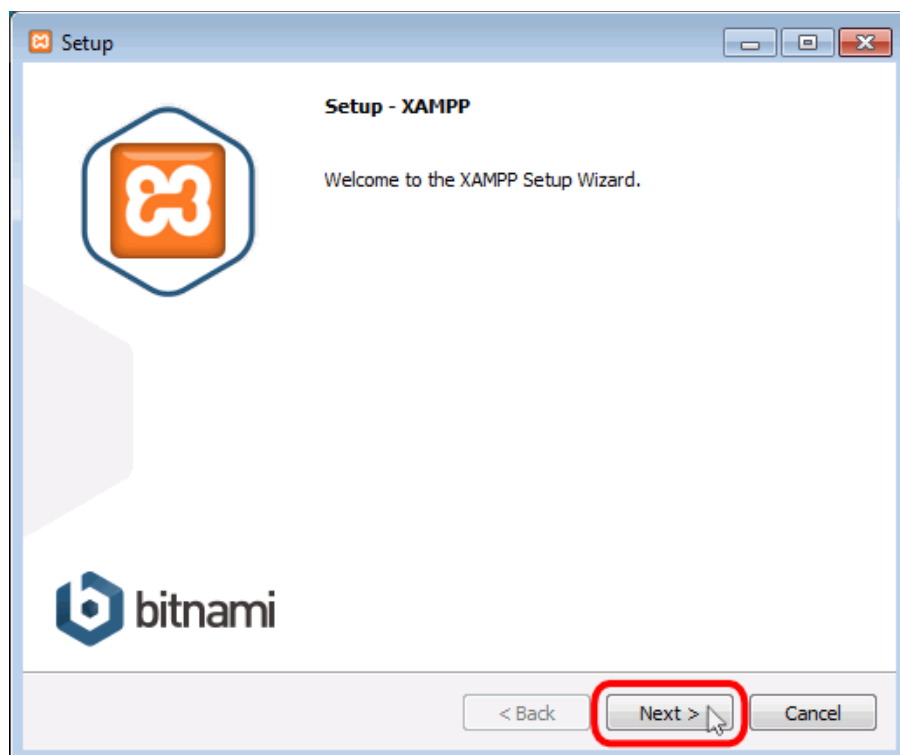 Setup
Setup - XAMPP
Welcome to the XAMPP Setup Wizard.
bitnami
< Back
Next >
Cancel